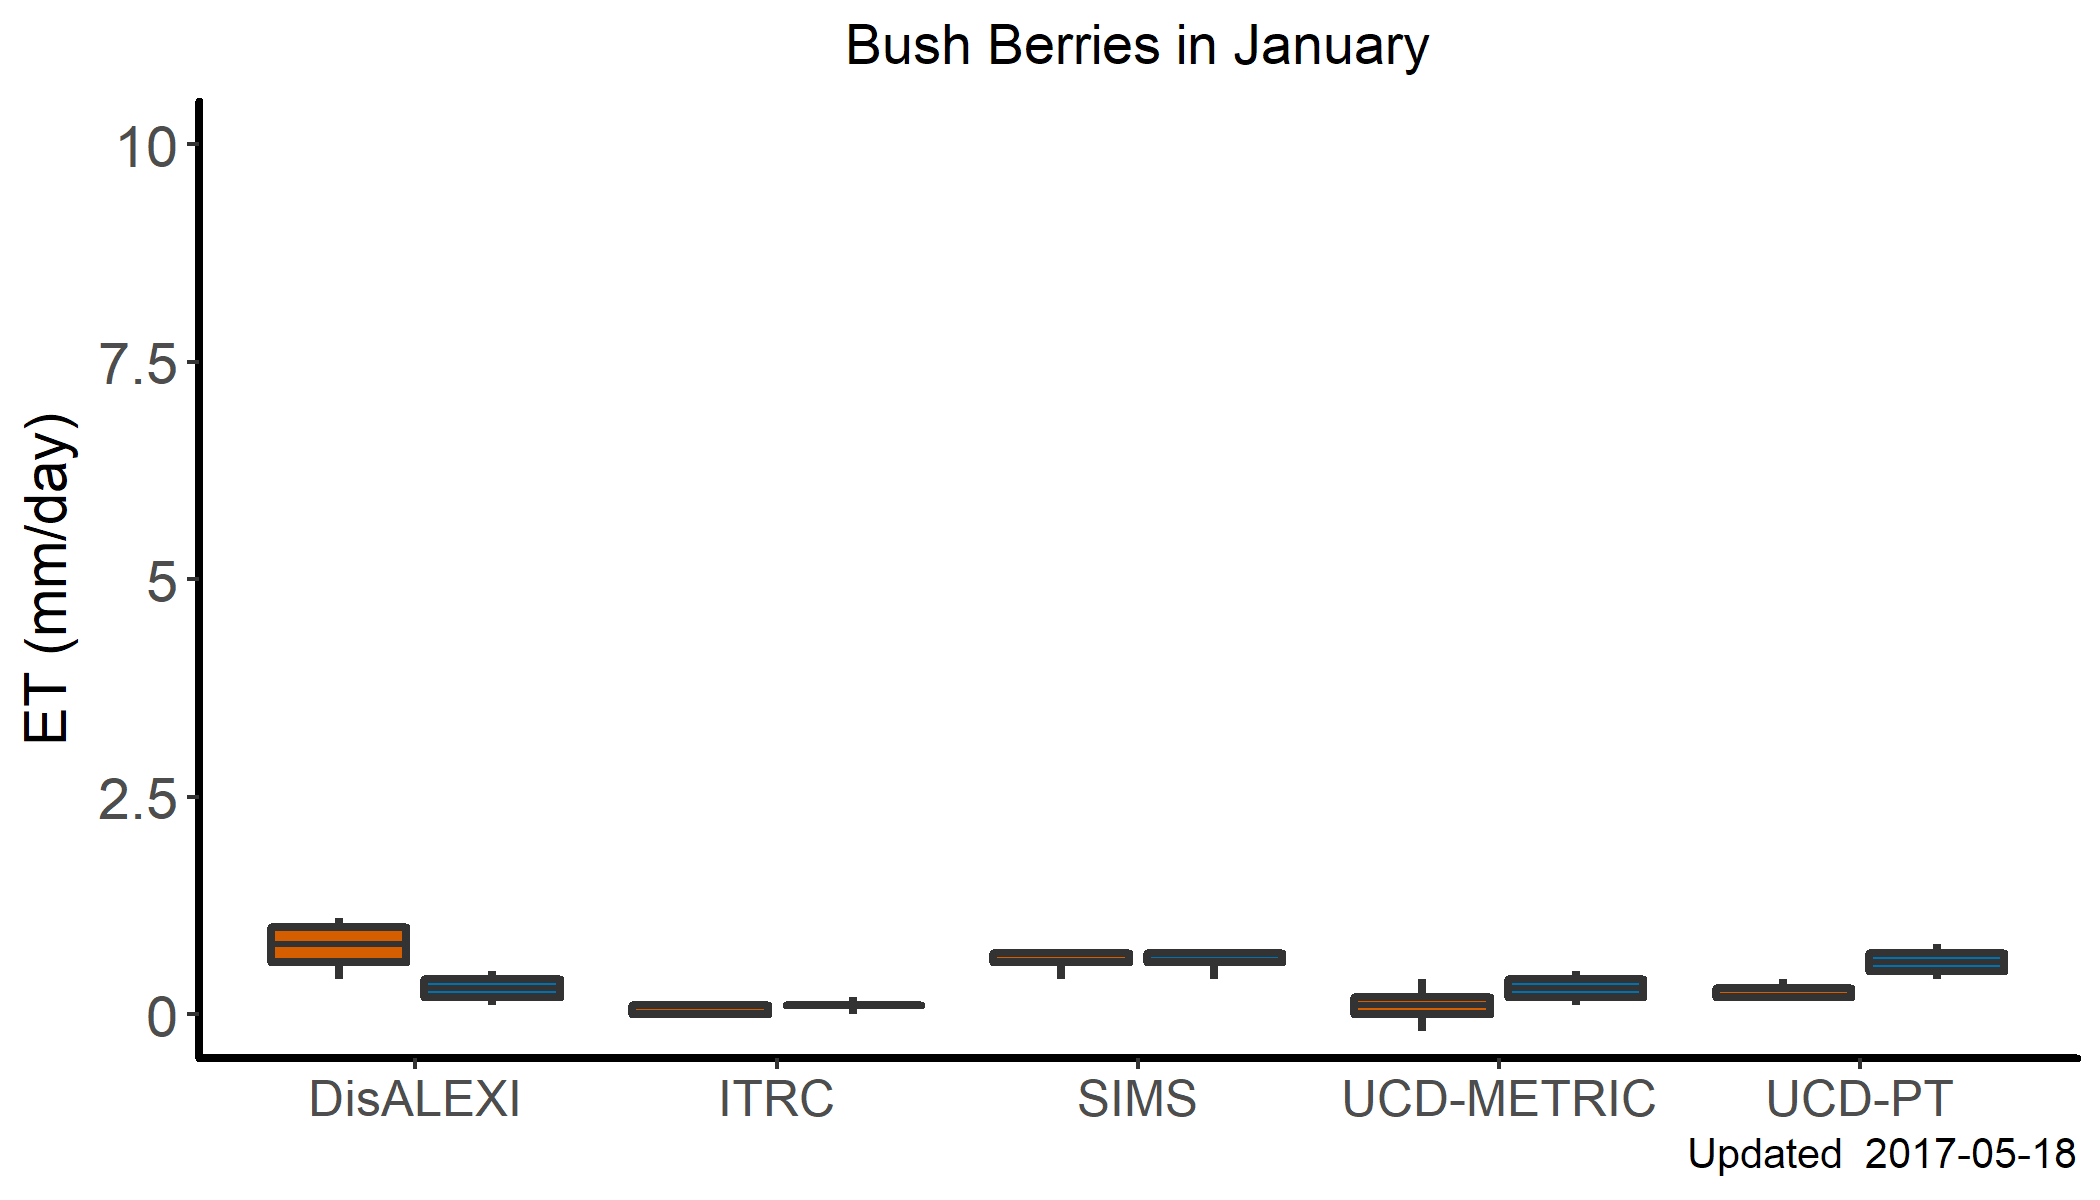 Bush Berries in January
ET (mm/day)
10
7.5
5
2.5
0
DisALEXI ITRC SIMS UCD-METRIC UCD-PT
Updated  2017-05-18